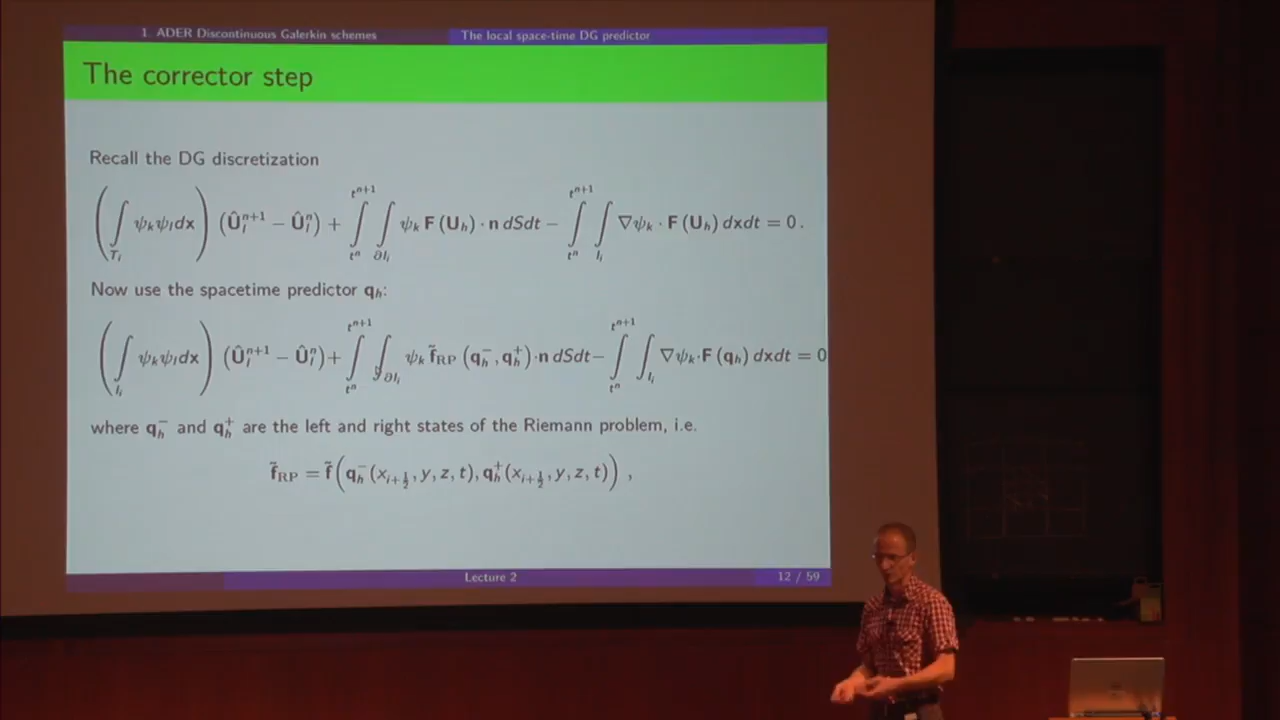 1. ADER Discontinuous Galerkin schemes
The local space-time DG predictor
The corrector step
Recall the DG discretization
( ∫_{T_i} ψ_k ψ_l dx ) (Û_l^{n+1} − Û_l^n) + ∫_{t^n}^{t^{n+1}} ∫_{∂I_i} ψ_k F (U_h) · n dSdt − ∫_{t^n}^{t^{n+1}} ∫_{I_i} ∇ψ_k · F (U_h) dxdt = 0 .
Now use the spacetime predictor q_h:
( ∫_{I_i} ψ_k ψ_l dx ) (Û_l^{n+1} − Û_l^n) + ∫_{t^n}^{t^{n+1}} ∫_{∂I_i} ψ_k f̃_RP (q_h^−, q_h^+) · n dSdt − ∫_{t^n}^{t^{n+1}} ∫_{I_i} ∇ψ_k · F (q_h) dxdt = 0
where q_h^− and q_h^+ are the left and right states of the Riemann problem, i.e.
f̃_RP = f̃ ( q_h^−(x_{i+½}, y, z, t), q_h^+(x_{i+½}, y, z, t) ) ,
Lecture 2
12 / 59